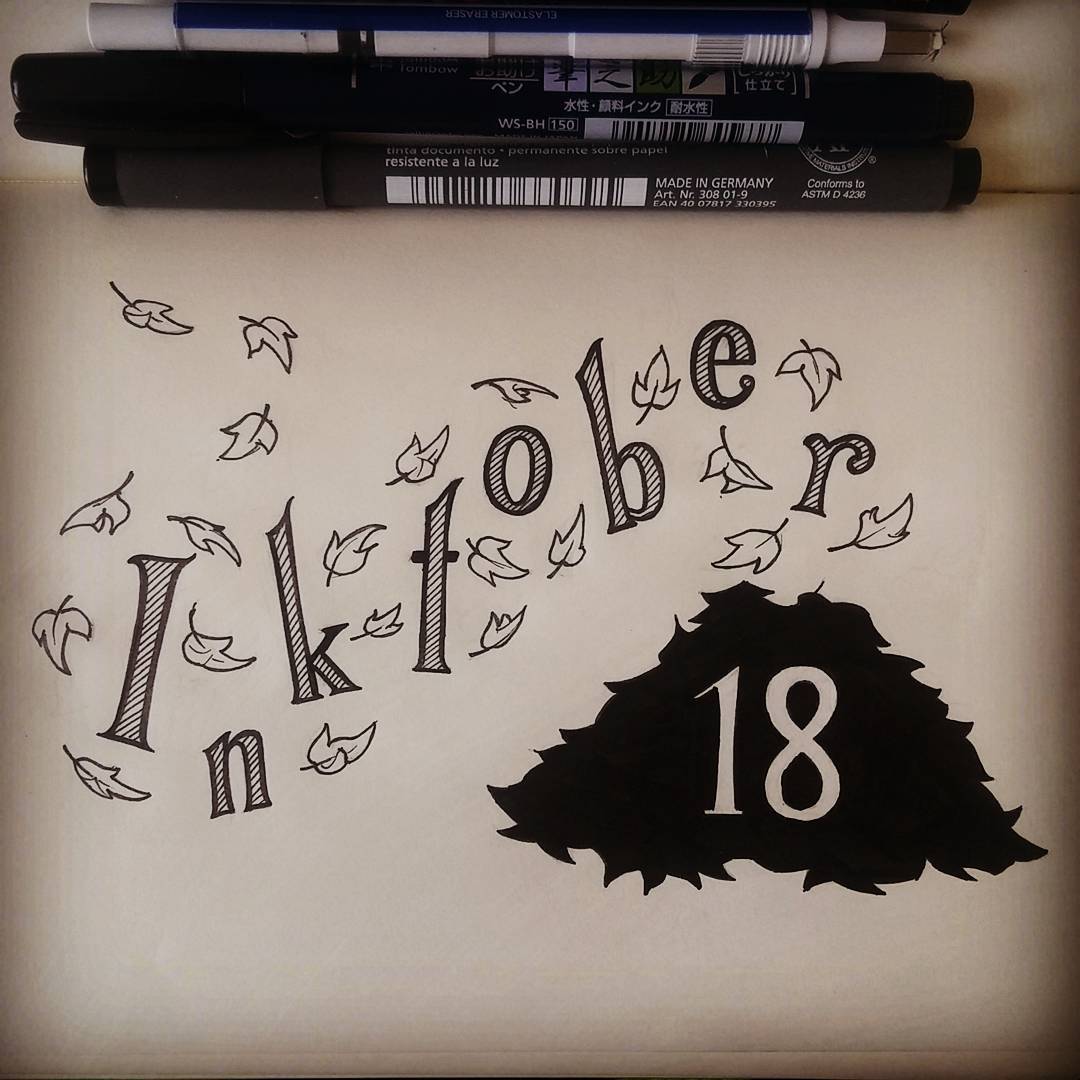 ELASTOMER ERASER
Tombow
ペン
筆之助
しっかり
仕立て
水性・顔料インク 耐水性
WS-BH 150
tinta documento • permanente sobre papel
resistente a la luz
MADE IN GERMANY
Art. Nr. 308 01-9
EAN 40 07817 330395
MATERIALS INSTITUTE
®
Conforms to
ASTM D 4236
Inktober
18